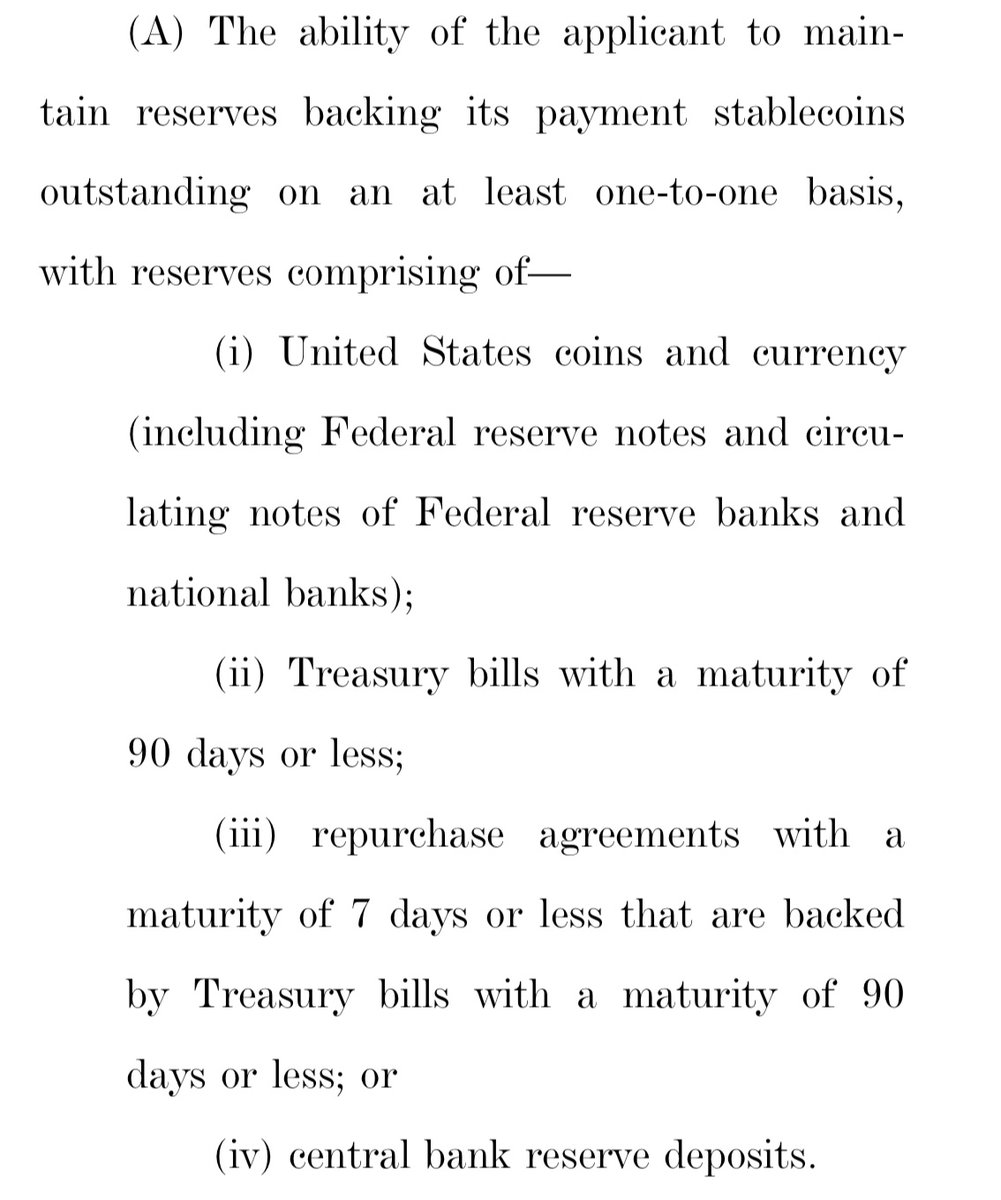 (A) The ability of the applicant to main-
tain reserves backing its payment stablecoins
outstanding on an at least one-to-one basis,
with reserves comprising of—
(i) United States coins and currency
(including Federal reserve notes and circu-
lating notes of Federal reserve banks and
national banks);
(ii) Treasury bills with a maturity of
90 days or less;
(iii) repurchase agreements with a
maturity of 7 days or less that are backed
by Treasury bills with a maturity of 90
days or less; or
(iv) central bank reserve deposits.